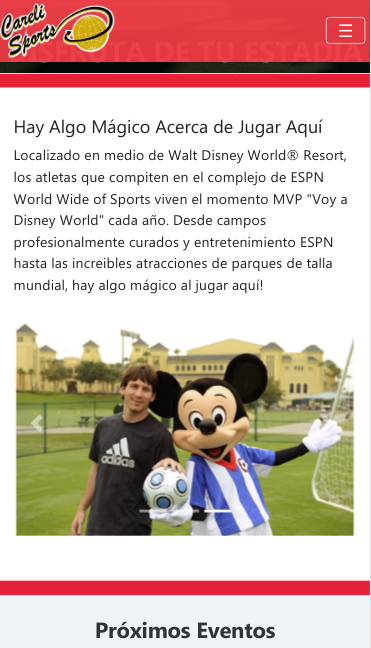 Careli
Sports
DISFRUTA DE TU ESTADÍA
Hay Algo Mágico Acerca de Jugar Aquí
Localizado en medio de Walt Disney World® Resort,
los atletas que compiten en el complejo de ESPN
World Wide of Sports viven el momento MVP "Voy a
Disney World" cada año. Desde campos
profesionalmente curados y entretenimiento ESPN
hasta las increibles atracciones de parques de talla
mundial, hay algo mágico al jugar aquí!
adidas
Próximos Eventos